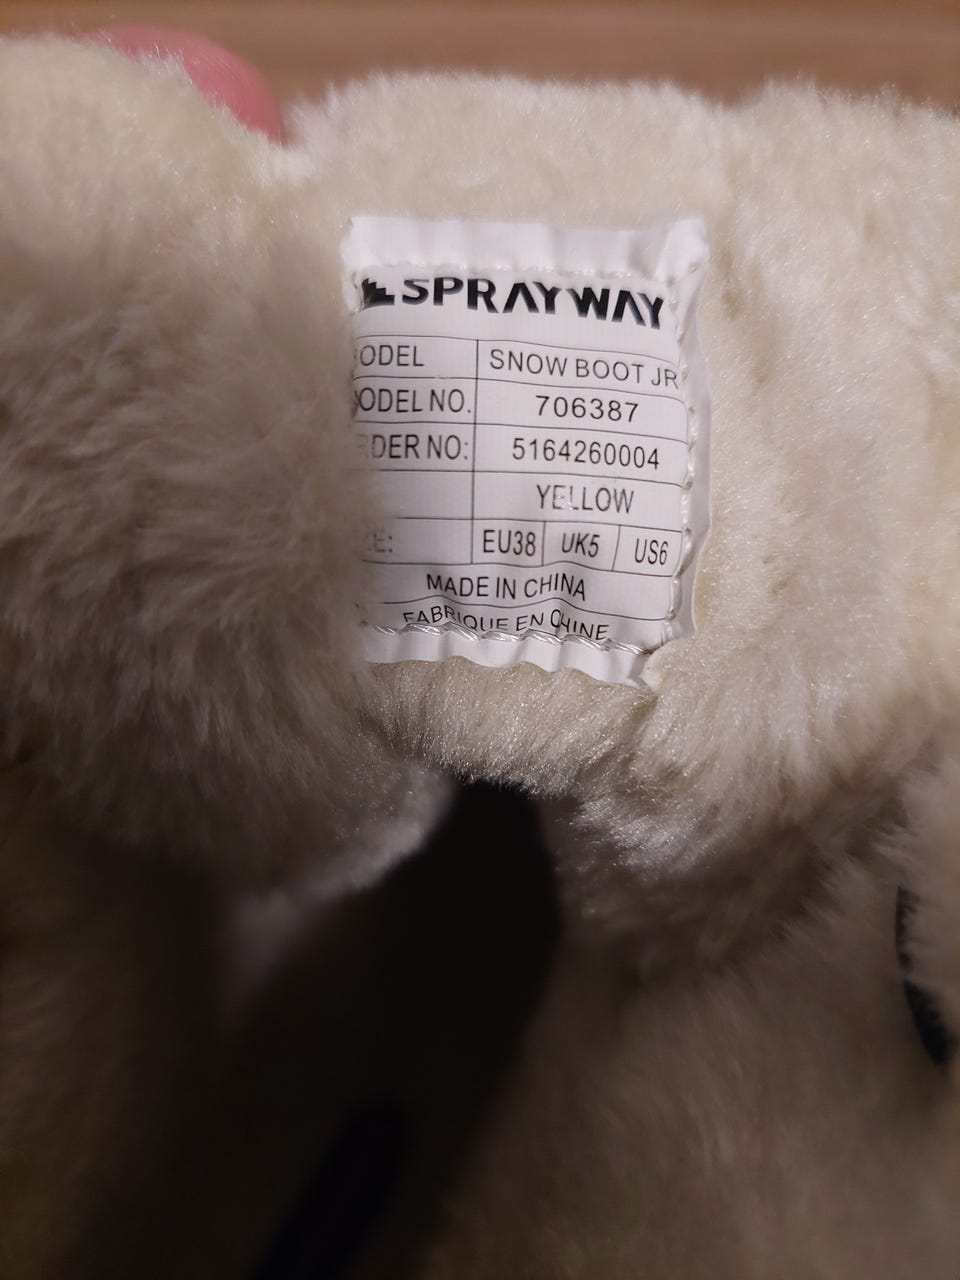 SPRAYWAY
ODEL SNOW BOOT JR
ODEL NO. 706387
DER NO: 5164260004
YELLOW
E: EU38 UK5 US6
MADE IN CHINA
FABRIQUE EN CHINE